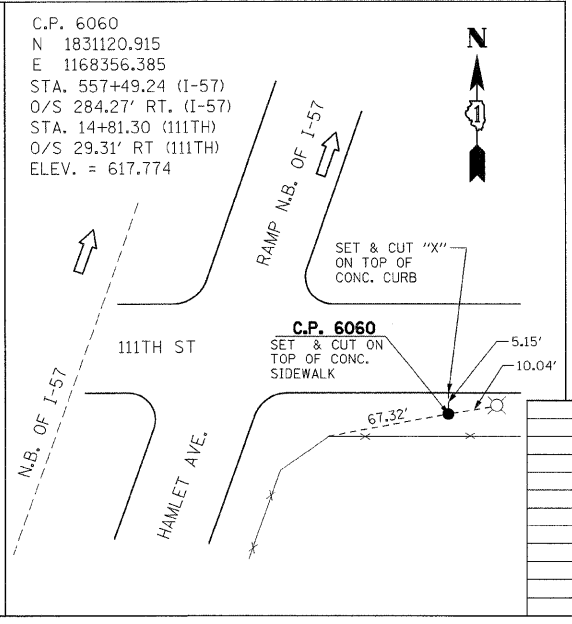 C.P. 6060
N 1831120.915
E 1168356.385
STA. 557+49.24 (I-57)
O/S 284.27' RT. (I-57)
STA. 14+81.30 (111TH)
O/S 29.31' RT (111TH)
ELEV. = 617.774
N
1
RAMP N.B. OF I-57
SET & CUT "X"
ON TOP OF
CONC. CURB
C.P. 6060
SET & CUT ON
TOP OF CONC.
SIDEWALK
111TH ST
5.15'
10.04'
67.32'
N.B. OF I-57
HAMLET AVE.